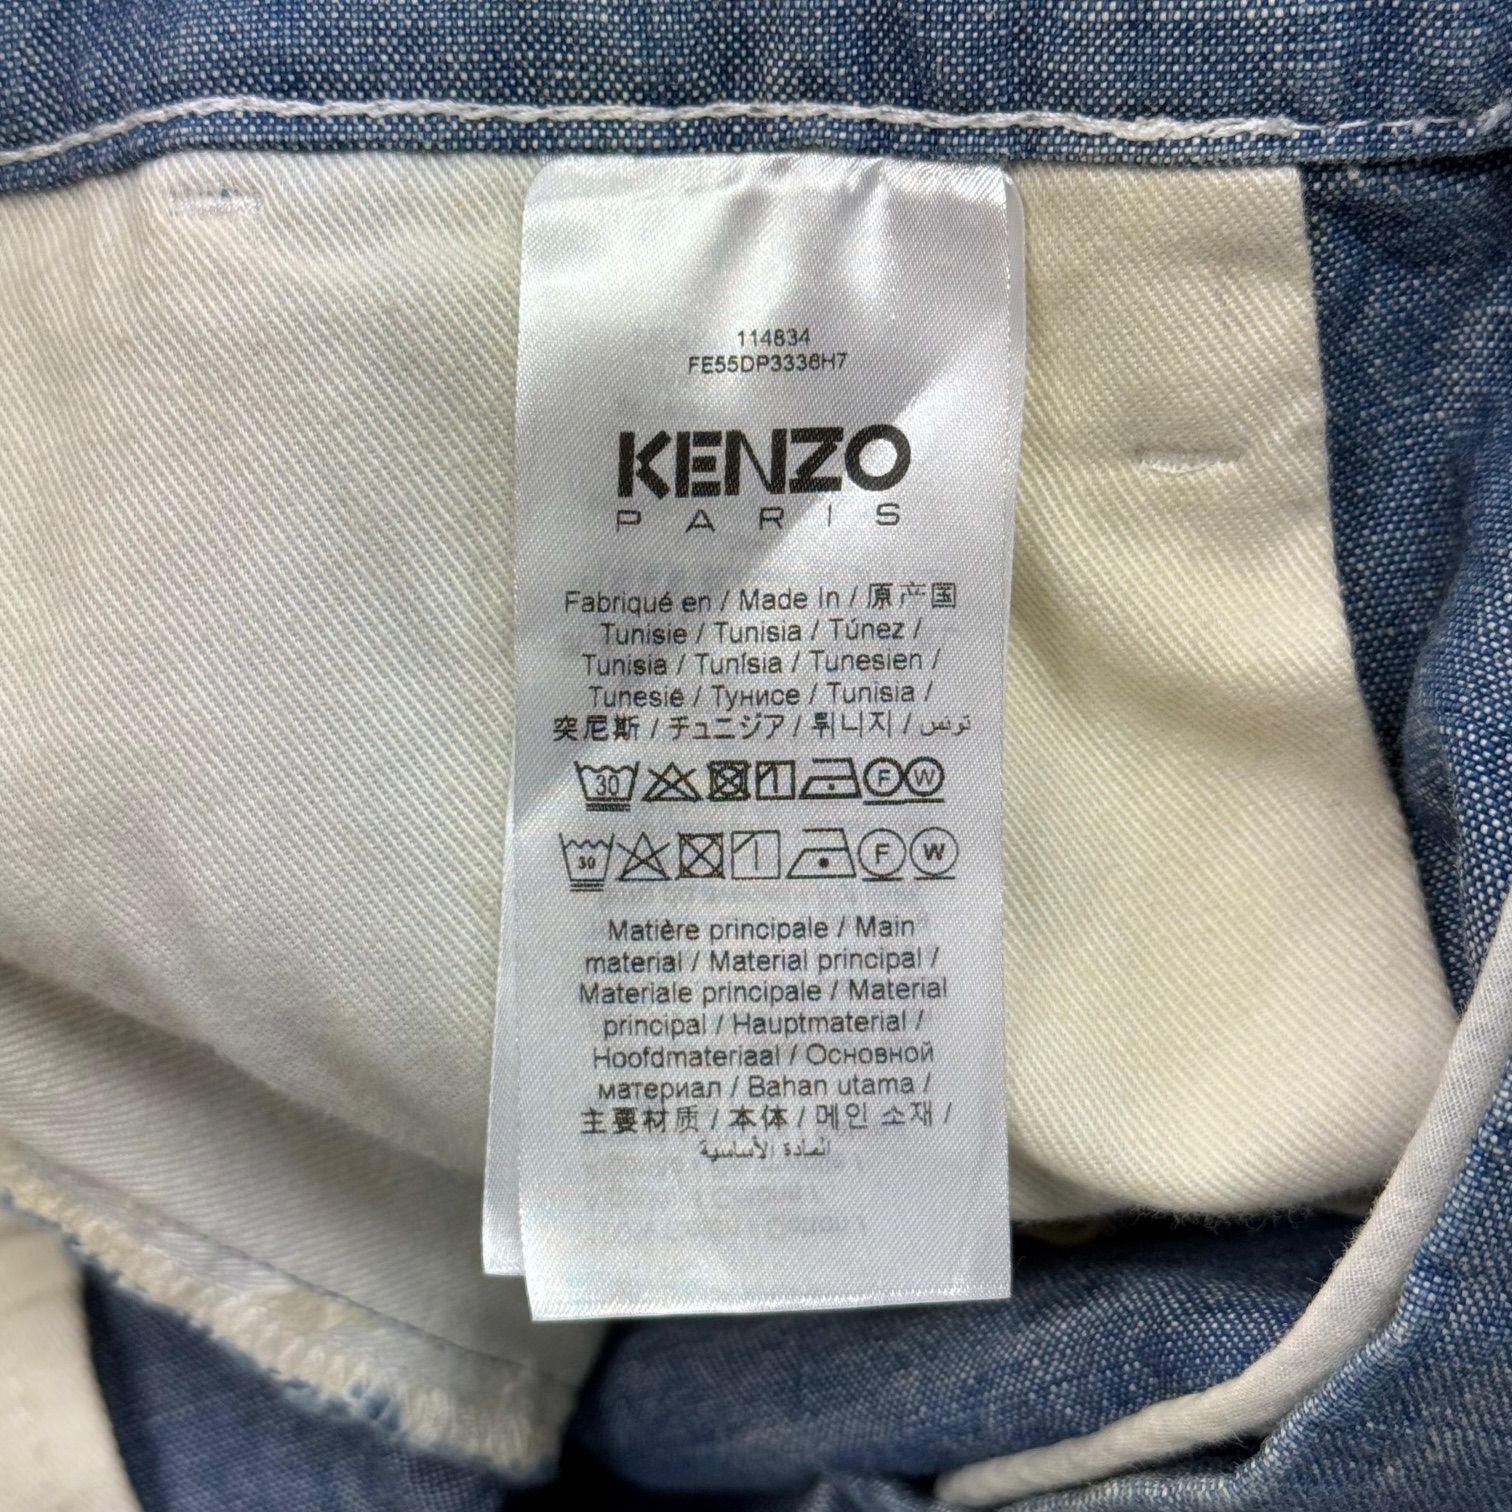 114834
FE55DP3336H7
KENZO
PARIS
Fabriqué en / Made In / 原产国
Tunisie / Tunisia / Túnez /
Tunisia / Tunísia / Tunesien /
Tunesié / Тунисе / Tunisia /
突尼斯 / チュニジア / 튀니지 / تونس
30 F W
30 F W
Matière principale / Main
material / Material principal /
Materiale principale / Material
principal / Hauptmaterial /
Hoofdmateriaal / Основной
материал / Bahan utama /
主要材质 / 本体 / 메인 소재 /
المادة الأساسية